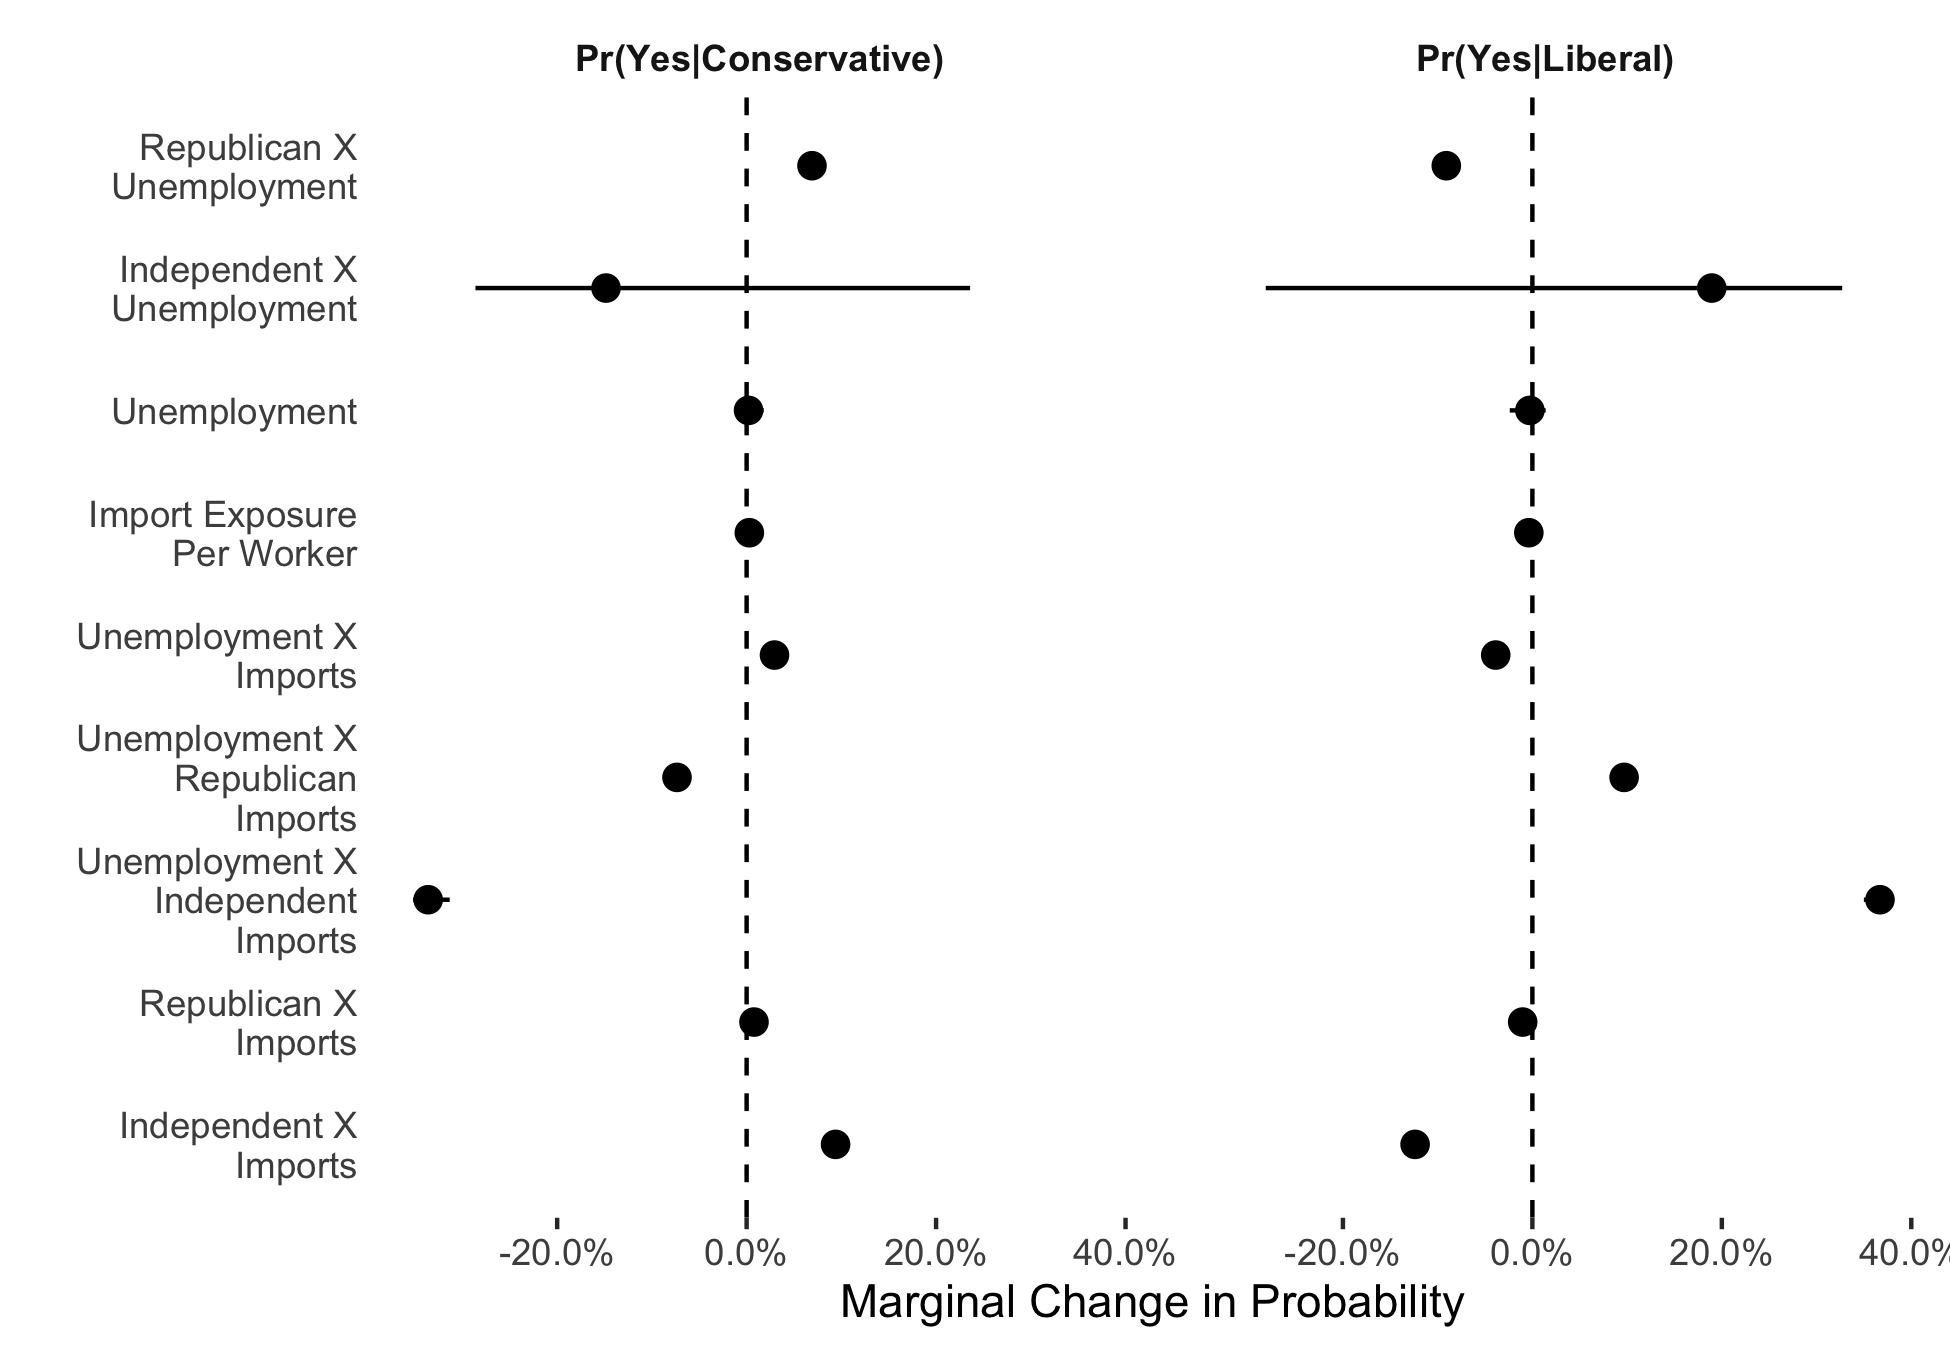 Pr(Yes|Conservative)
Pr(Yes|Liberal)
Republican X
Unemployment
Independent X
Unemployment
Unemployment
Import Exposure
Per Worker
Unemployment X
Imports
Unemployment X
Republican
Imports
Unemployment X
Independent
Imports
Republican X
Imports
Independent X
Imports
-20.0% 0.0% 20.0% 40.0% -20.0% 0.0% 20.0% 40.0%
Marginal Change in Probability